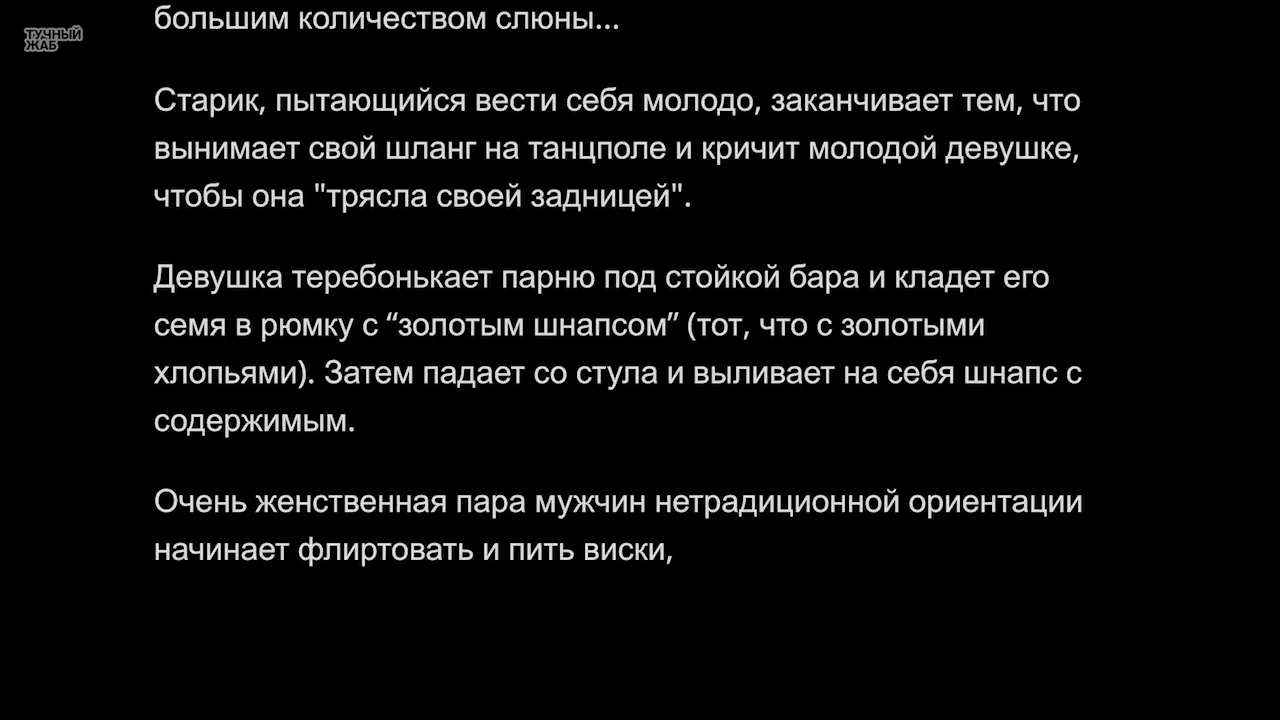 ТУЧНЫЙ
ЖАБ
большим количеством слюны...
Старик, пытающийся вести себя молодо, заканчивает тем, что
вынимает свой шланг на танцполе и кричит молодой девушке,
чтобы она "трясла своей задницей".
Девушка теребонькает парню под стойкой бара и кладет его
семя в рюмку с “золотым шнапсом” (тот, что с золотыми
хлопьями). Затем падает со стула и выливает на себя шнапс с
содержимым.
Очень женственная пара мужчин нетрадиционной ориентации
начинает флиртовать и пить виски,